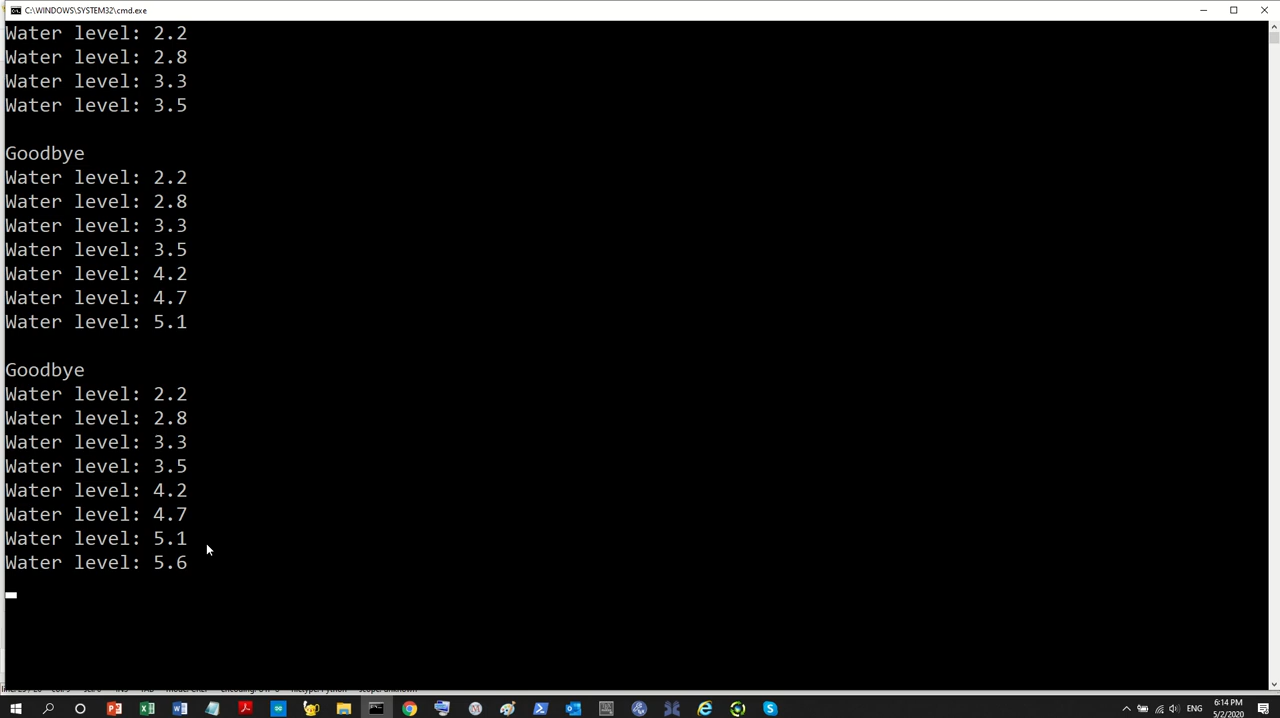 C:\WINDOWS\SYSTEM32\cmd.exe
Water level: 2.2
Water level: 2.8
Water level: 3.3
Water level: 3.5
Goodbye
Water level: 2.2
Water level: 2.8
Water level: 3.3
Water level: 3.5
Water level: 4.2
Water level: 4.7
Water level: 5.1
Goodbye
Water level: 2.2
Water level: 2.8
Water level: 3.3
Water level: 3.5
Water level: 4.2
Water level: 4.7
Water level: 5.1
Water level: 5.6
ENG
6:14 PM
5/2/2020